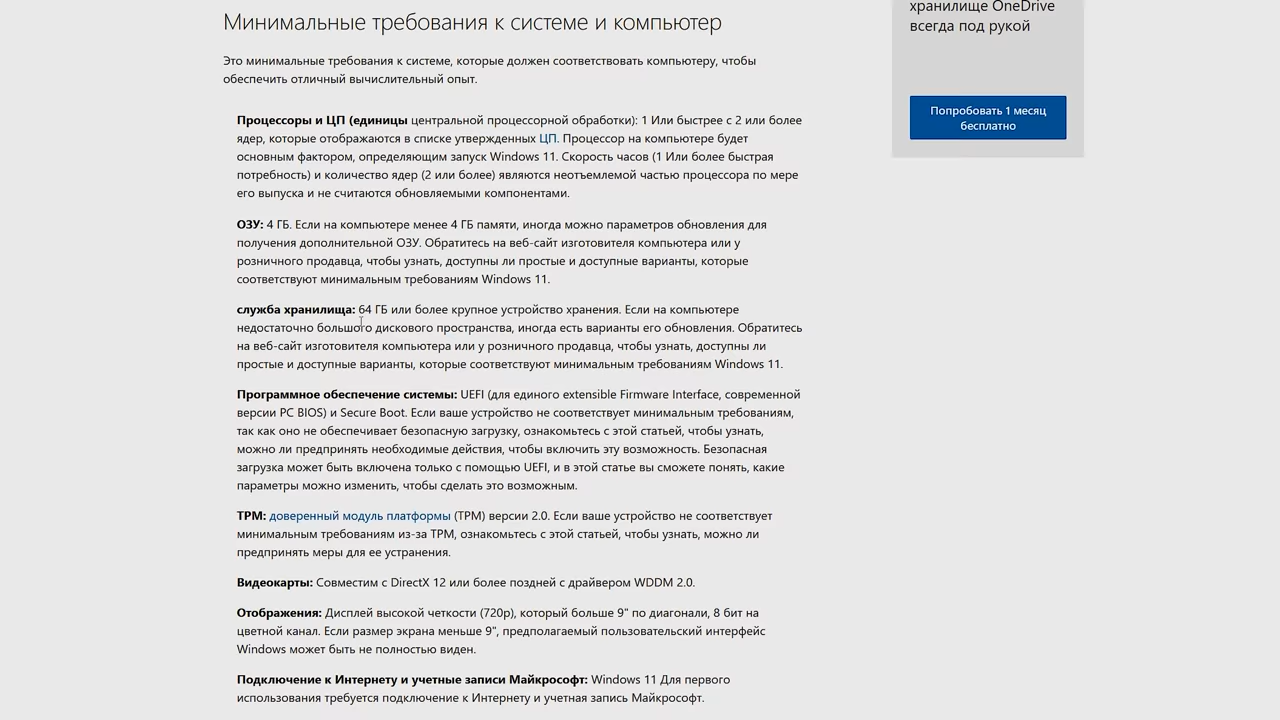 Минимальные требования к системе и компьютер
Это минимальные требования к системе, которые должен соответствовать компьютеру, чтобы
обеспечить отличный вычислительный опыт.
Процессоры и ЦП (единицы центральной процессорной обработки): 1 Или быстрее с 2 или более
ядер, которые отображаются в списке утвержденных ЦП. Процессор на компьютере будет
основным фактором, определяющим запуск Windows 11. Скорость часов (1 Или более быстрая
потребность) и количество ядер (2 или более) являются неотъемлемой частью процессора по мере
его выпуска и не считаются обновляемыми компонентами.
ОЗУ: 4 ГБ. Если на компьютере менее 4 ГБ памяти, иногда можно параметров обновления для
получения дополнительной ОЗУ. Обратитесь на веб-сайт изготовителя компьютера или у
розничного продавца, чтобы узнать, доступны ли простые и доступные варианты, которые
соответствуют минимальным требованиям Windows 11.
служба хранилища: 64 ГБ или более крупное устройство хранения. Если на компьютере
недостаточно большого дискового пространства, иногда есть варианты его обновления. Обратитесь
на веб-сайт изготовителя компьютера или у розничного продавца, чтобы узнать, доступны ли
простые и доступные варианты, которые соответствуют минимальным требованиям Windows 11.
Программное обеспечение системы: UEFI (для единого extensible Firmware Interface, современной
версии PC BIOS) и Secure Boot. Если ваше устройство не соответствует минимальным требованиям,
так как оно не обеспечивает безопасную загрузку, ознакомьтесь с этой статьей, чтобы узнать,
можно ли предпринять необходимые действия, чтобы включить эту возможность. Безопасная
загрузка может быть включена только с помощью UEFI, и в этой статье вы сможете понять, какие
параметры можно изменить, чтобы сделать это возможным.
TPM: доверенный модуль платформы (TPM) версии 2.0. Если ваше устройство не соответствует
минимальным требованиям из-за TPM, ознакомьтесь с этой статьей, чтобы узнать, можно ли
предпринять меры для ее устранения.
Видеокарты: Совместим с DirectX 12 или более поздней с драйвером WDDM 2.0.
Отображения: Дисплей высокой четкости (720p), который больше 9" по диагонали, 8 бит на
цветной канал. Если размер экрана меньше 9", предполагаемый пользовательский интерфейс
Windows может быть не полностью виден.
Подключение к Интернету и учетные записи Майкрософт: Windows 11 Для первого
использования требуется подключение к Интернету и учетная запись Майкрософт.
хранилище OneDrive
всегда под рукой
Попробовать 1 месяц
бесплатно